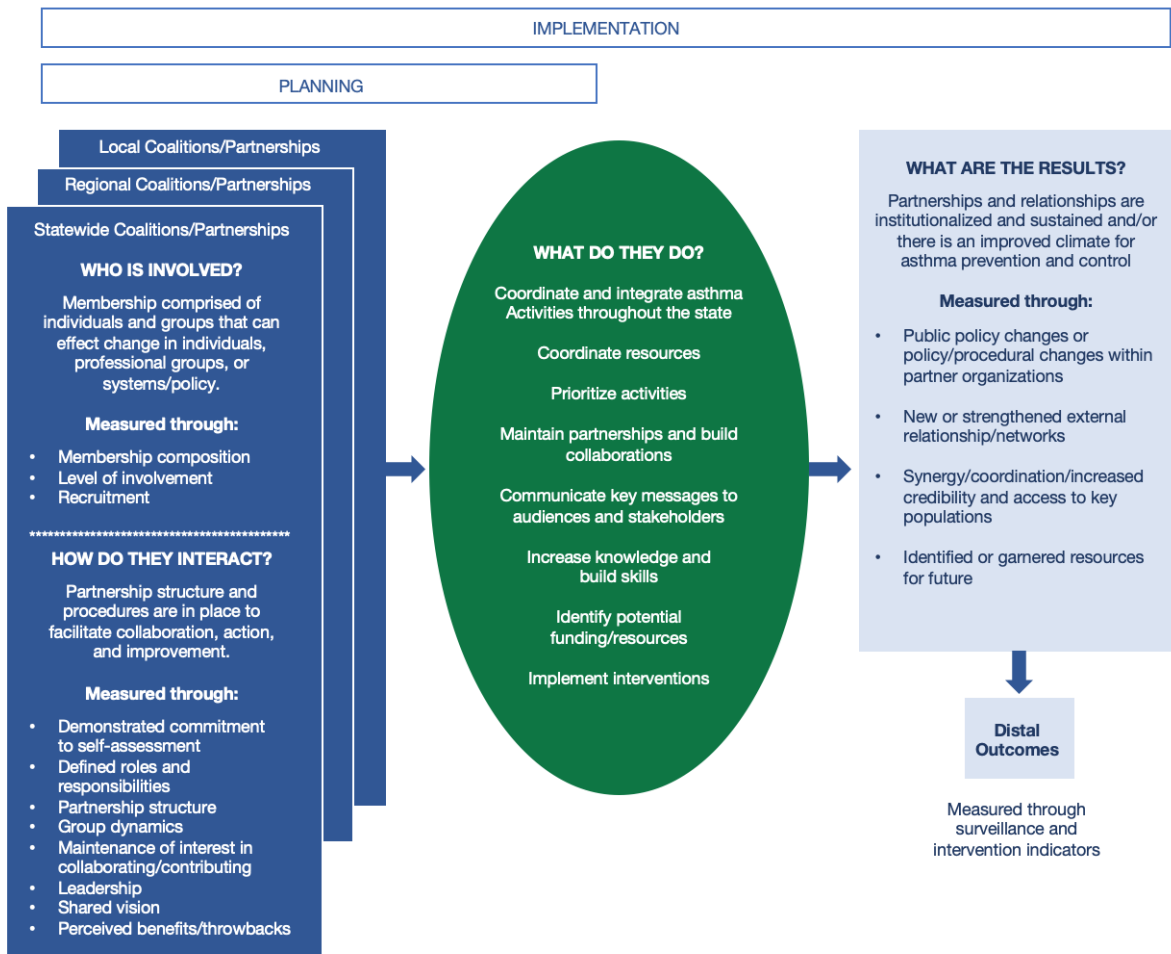 IMPLEMENTATION
PLANNING
Local Coalitions/Partnerships
Regional Coalitions/Partnerships
Statewide Coalitions/Partnerships
WHO IS INVOLVED?
Membership comprised of
individuals and groups that can
effect change in individuals,
professional groups, or
systems/policy.
Measured through:
• Membership composition
• Level of involvement
• Recruitment
*******************************************
HOW DO THEY INTERACT?
Partnership structure and
procedures are in place to
facilitate collaboration, action,
and improvement.
Measured through:
• Demonstrated commitment
to self-assessment
• Defined roles and
responsibilities
• Partnership structure
• Group dynamics
• Maintenance of interest in
collaborating/contributing
• Leadership
• Shared vision
• Perceived benefits/throwbacks
WHAT DO THEY DO?
Coordinate and integrate asthma
Activities throughout the state
Coordinate resources
Prioritize activities
Maintain partnerships and build
collaborations
Communicate key messages to
audiences and stakeholders
Increase knowledge and
build skills
Identify potential
funding/resources
Implement interventions
WHAT ARE THE RESULTS?
Partnerships and relationships are
institutionalized and sustained and/or
there is an improved climate for
asthma prevention and control
Measured through:
• Public policy changes or
policy/procedural changes within
partner organizations
• New or strengthened external
relationship/networks
• Synergy/coordination/increased
credibility and access to key
populations
• Identified or garnered resources
for future
Distal
Outcomes
Measured through
surveillance and
intervention indicators